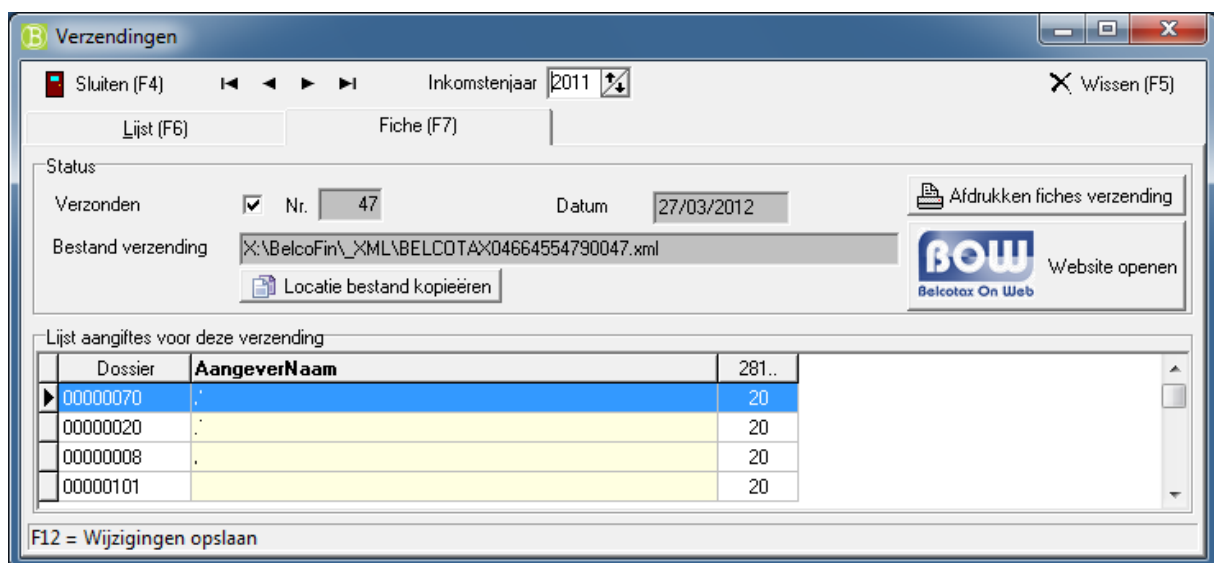 Verzendingen
Sluiten (F4) Inkomstenjaar 2011 Wissen (F5)
Lijst (F6) Fiche (F7)
Status
Verzonden Nr. 47 Datum 27/03/2012 Afdrukken fiches verzending
Bestand verzending X:\BelcoFin\_XML\BELCOTAX04664554790047.xml
BOW Belcotax On Web Website openen
Locatie bestand kopieëren
Lijst aangiftes voor deze verzending
Dossier AangeverNaam 281..
00000070 20
00000020 20
00000008 20
00000101 20
F12 = Wijzigingen opslaan